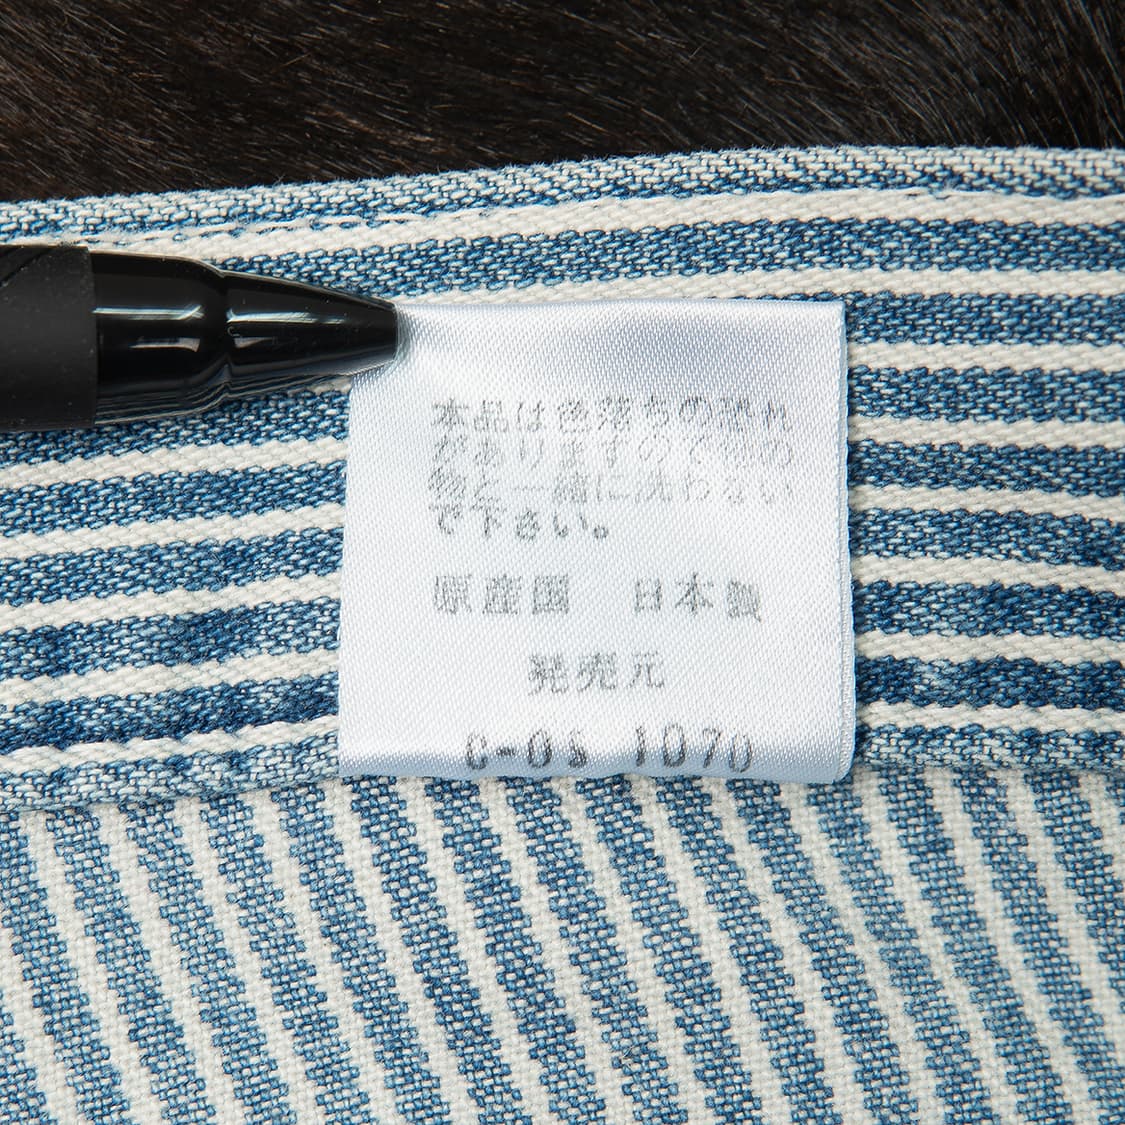 本品は色落ちの恐れ
がありますので他の
物と一緒に洗わない
で下さい。
原産国 日本製
発売元
C-OS 1070